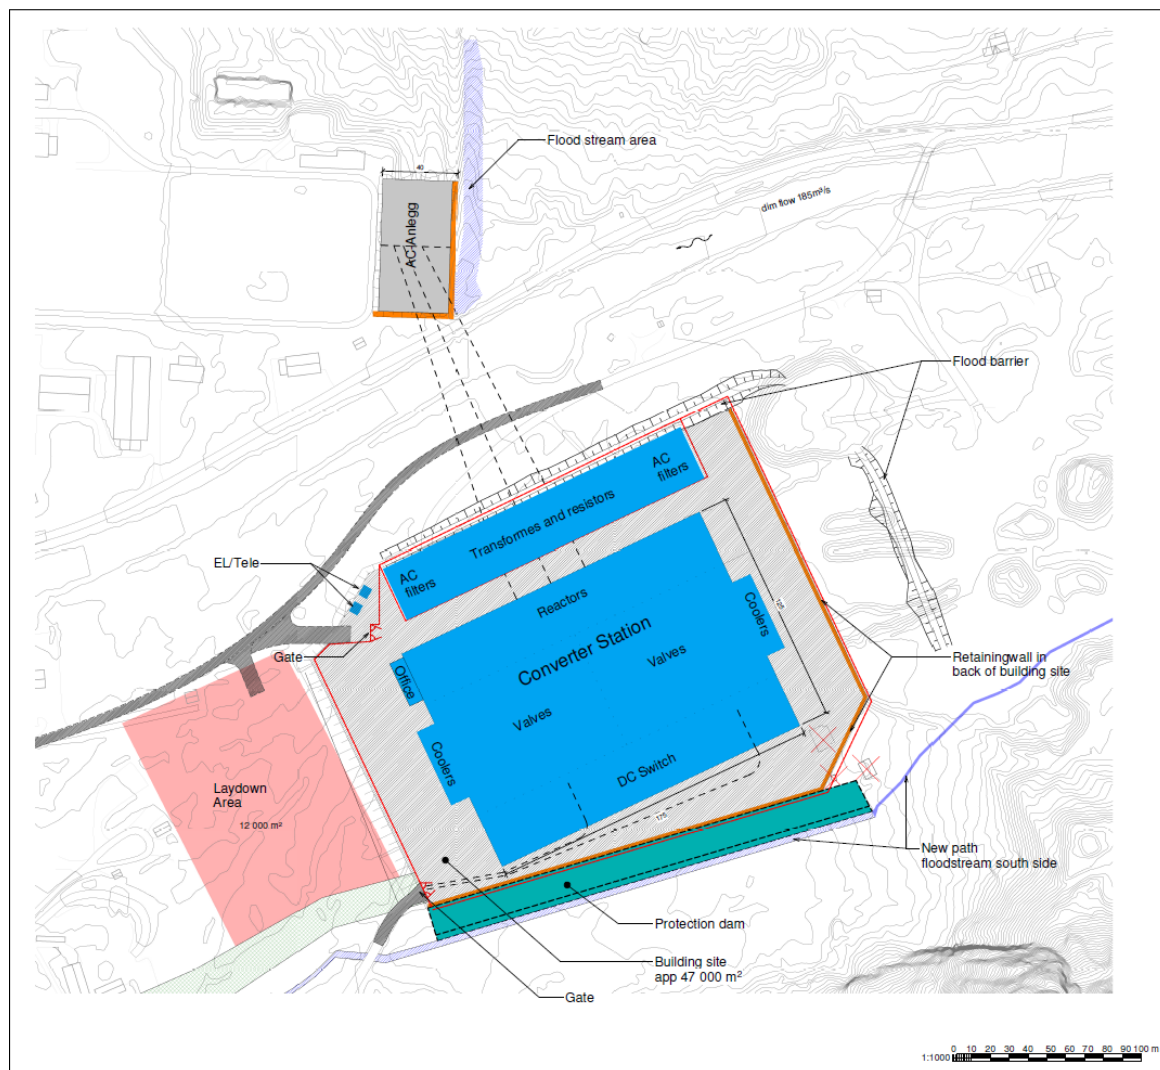 Flood stream area
40
AC Anlegg
dim flow 185m³/s
Flood barrier
AC
filters
Transformes and resistors
EL/Tele
AC
filters
Reactors
Coolers
125
Converter Station
Valves
Gate
Office
Retainingwall in
back of building site
Valves
Coolers
DC Switch
Laydown
Area
12 000 m²
175
New path
floodstream south side
Protection dam
Building site
app 47 000 m²
Gate
1:1000
0 10 20 30 40 50 60 70 80 90 100 m